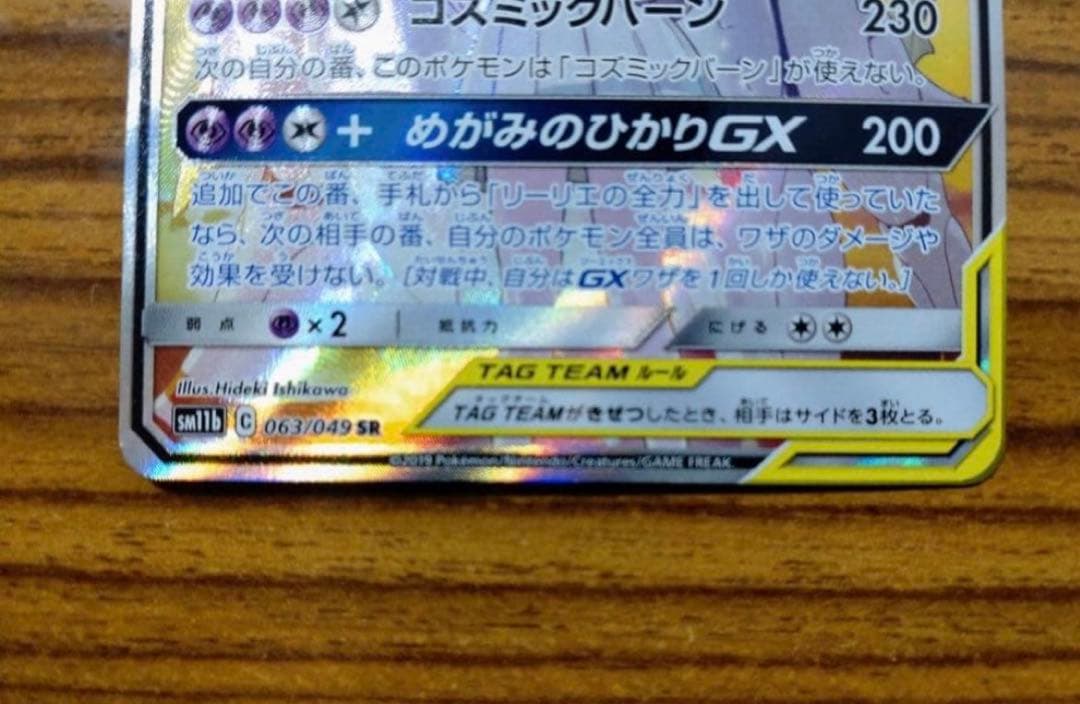 コズミックバーン 230
次の自分の番、このポケモンは「コズミックバーン」が使えない。
+ めがみのひかりGX 200
追加でこの番、手札から「リーリエの全力」を出して使っていた
なら、次の相手の番、自分のポケモン全員は、ワザのダメージや
効果を受けない。[対戦中、自分はGXワザを1回しか使えない。]
弱点 ×2 抵抗力 にげる
Illus.Hideki Ishikawa
TAG TEAM ルール
TAG TEAMがきぜつしたとき、相手はサイドを3枚とる。
sm11b C 063/049 SR
©2019 Pokémon/Nintendo/Creatures/GAME FREAK.